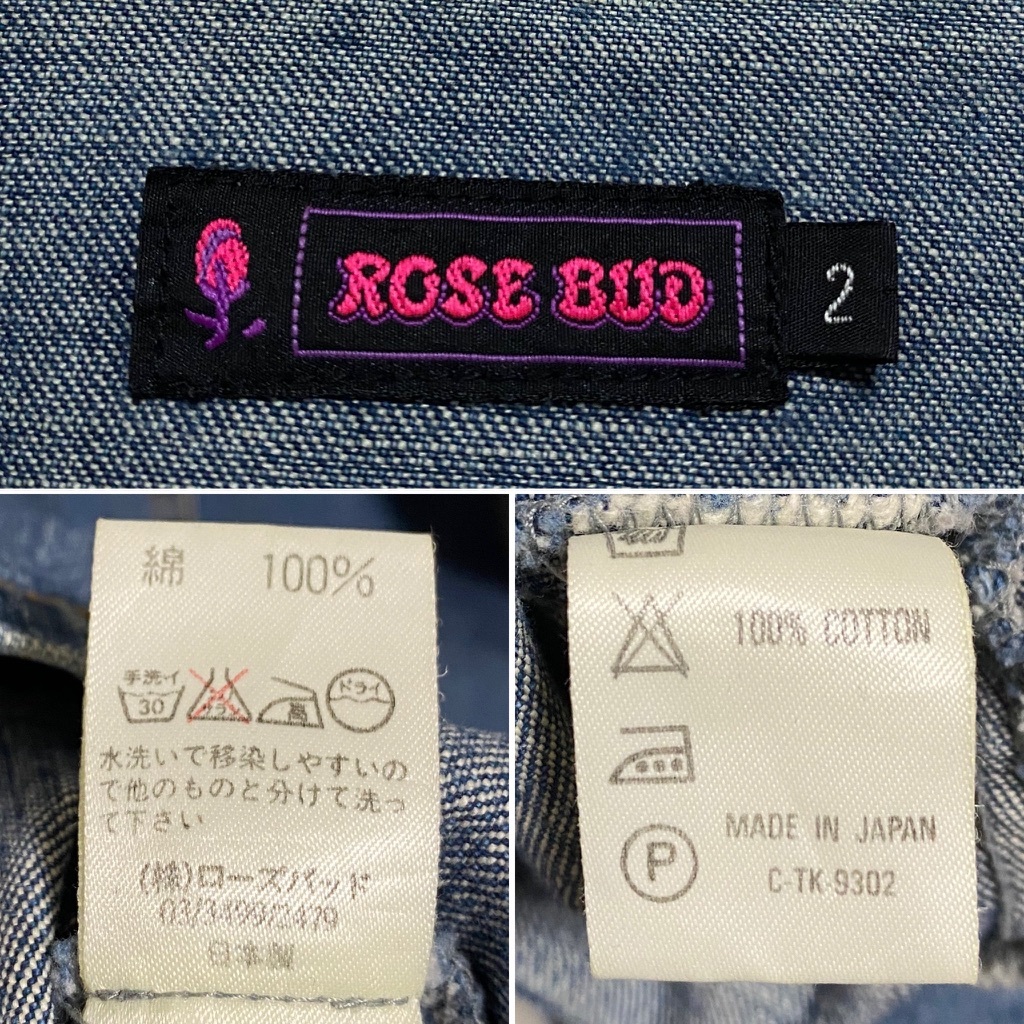 ROSE BUD
2
綿 100%
手洗イ
30
高
ドライ
水洗いで移染しやすいの
で他のものと分けて洗っ
て下さい
(株)ローズバッド
日本製
100% COTTON
MADE IN JAPAN
P
C-TK-9302